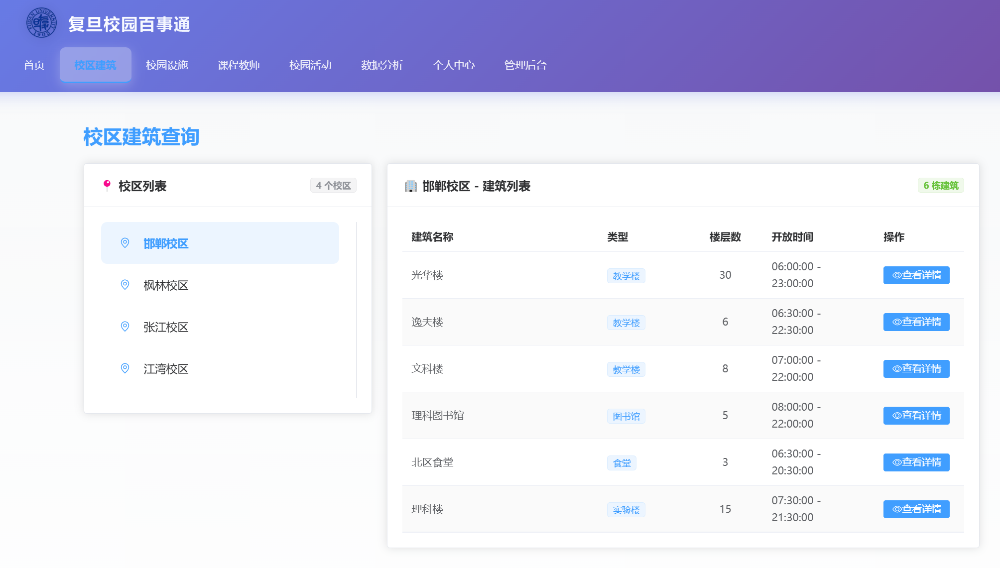 FUDAN UNIVERSITY
1905
复旦校园百事通
首页 校区建筑 校园设施 课程教师 校园活动 数据分析 个人中心 管理后台
校区建筑查询
校区列表 4 个校区
邯郸校区
枫林校区
张江校区
江湾校区
邯郸校区 - 建筑列表 6 栋建筑
建筑名称 类型 楼层数 开放时间 操作
光华楼 教学楼 30 06:00:00 -
23:00:00 查看详情
逸夫楼 教学楼 6 06:30:00 -
22:30:00 查看详情
文科楼 教学楼 8 07:00:00 -
22:00:00 查看详情
理科图书馆 图书馆 5 08:00:00 -
22:00:00 查看详情
北区食堂 食堂 3 06:30:00 -
20:30:00 查看详情
理科楼 实验楼 15 07:30:00 -
21:30:00 查看详情